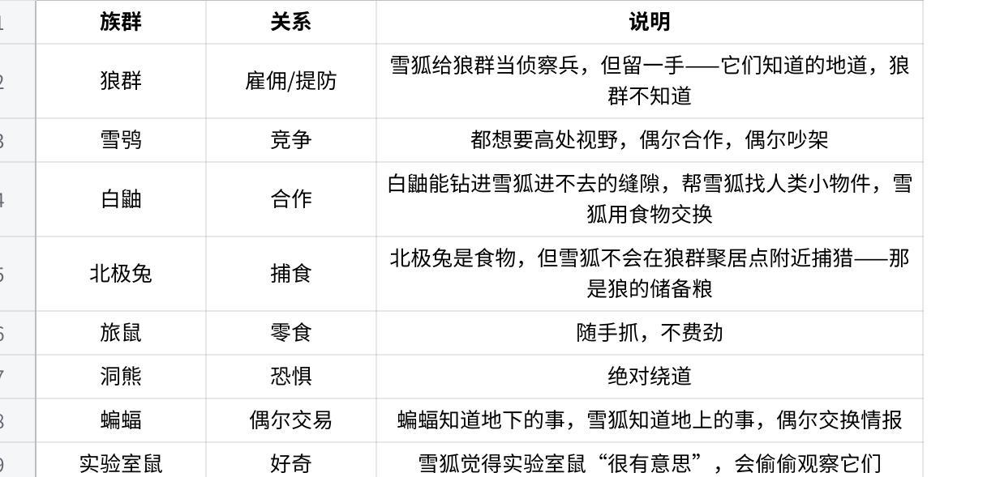 1 族群 关系 说明
2 狼群 雇佣/提防 雪狐给狼群当侦察兵，但留一手——它们知道的地道，狼
群不知道
3 雪鸮 竞争 都想要高处视野，偶尔合作，偶尔吵架
4 白鼬 合作 白鼬能钻进雪狐进不去的缝隙，帮雪狐找人类小物件，雪
狐用食物交换
5 北极兔 捕食 北极兔是食物，但雪狐不会在狼群聚居点附近捕猎——那
是狼的储备粮
6 旅鼠 零食 随手抓，不费劲
7 洞熊 恐惧 绝对绕道
8 蝙蝠 偶尔交易 蝙蝠知道地下的事，雪狐知道地上的事，偶尔交换情报
9 实验室鼠 好奇 雪狐觉得实验室鼠“很有意思”，会偷偷观察它们